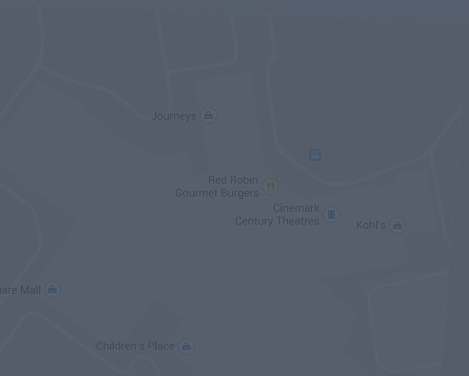 Journeys
Red Robin
Gourmet Burgers
Cinemark
Century Theatres
Kohl's
are Mall
Children's Place